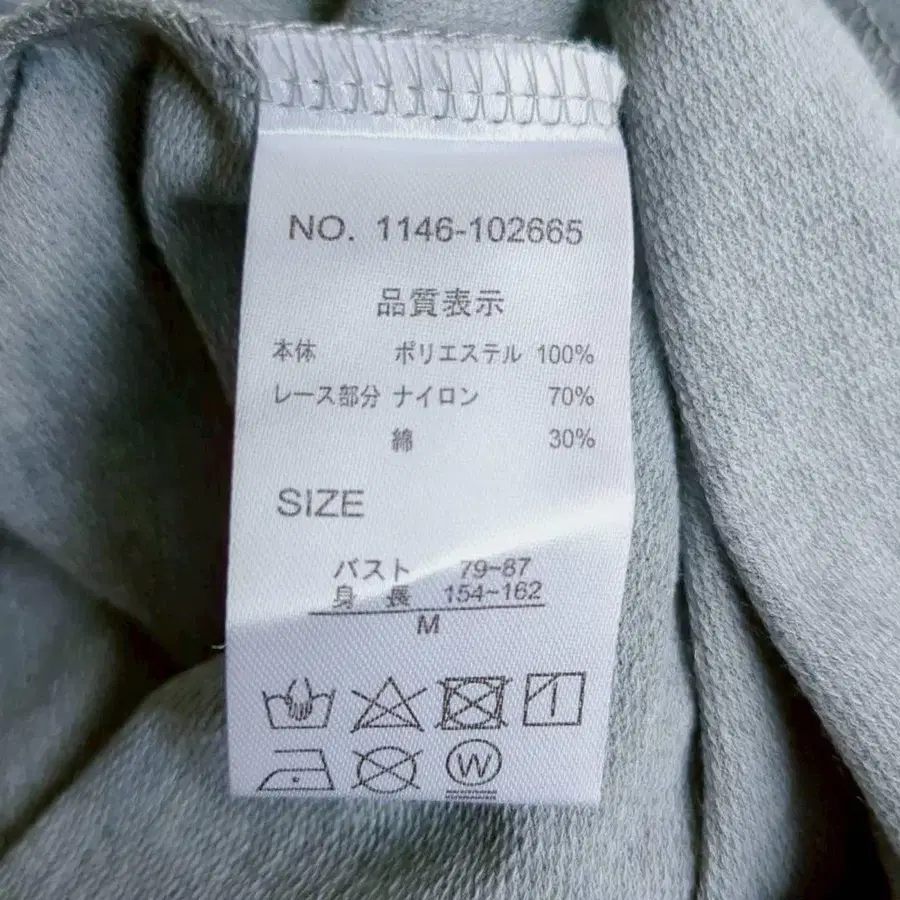 NO. 1146-102665
品質表示
本体 ポリエステル 100%
レース部分 ナイロン 70%
綿 30%
SIZE
バスト 79~87
身 長 154~162
M
W